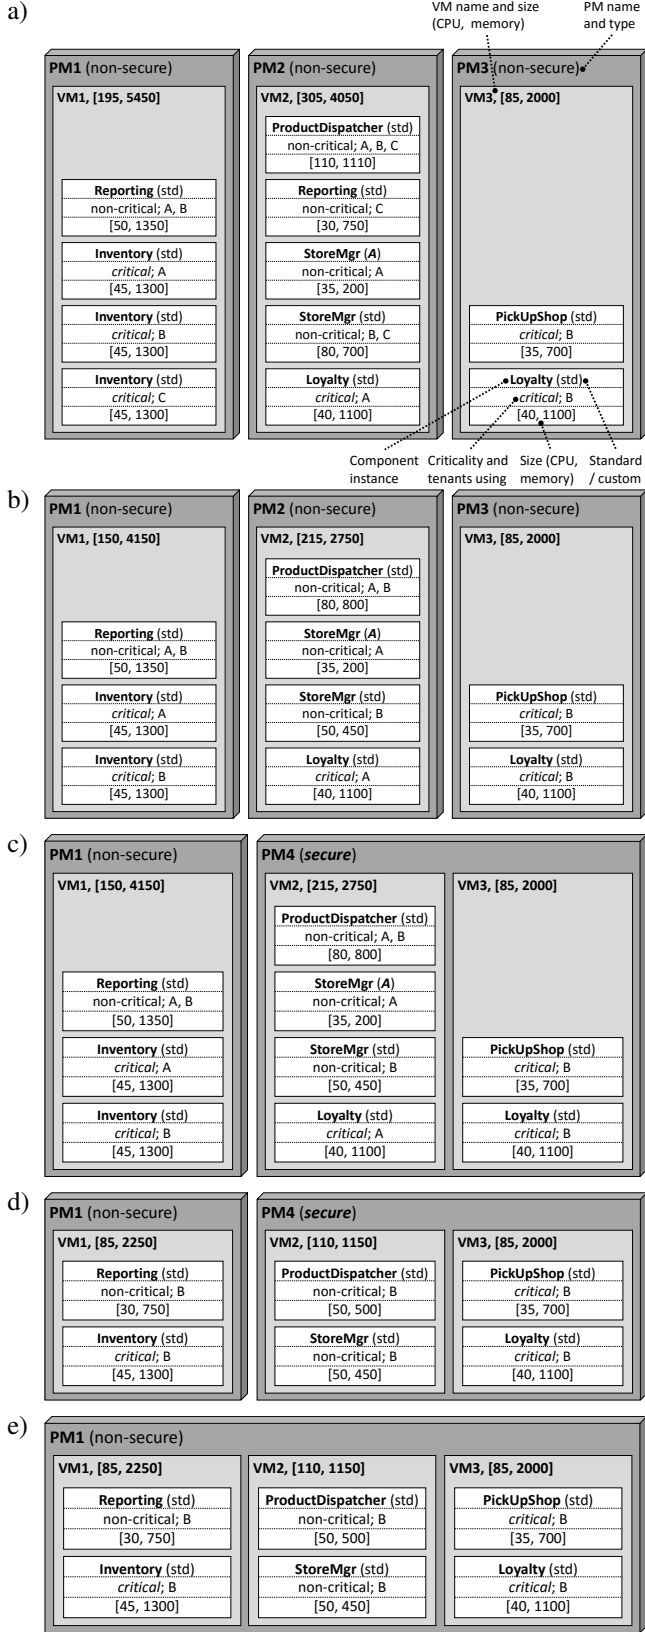 a)
VM name and size
(CPU, memory)
PM name
and type
PM1 (non-secure)
VM1, [195, 5450]
Reporting (std)
non-critical; A, B
[50, 1350]
Inventory (std)
critical; A
[45, 1300]
Inventory (std)
critical; B
[45, 1300]
Inventory (std)
critical; C
[45, 1300]
PM2 (non-secure)
VM2, [305, 4050]
ProductDispatcher (std)
non-critical; A, B, C
[110, 1110]
Reporting (std)
non-critical; C
[30, 750]
StoreMgr (A)
non-critical; A
[35, 200]
StoreMgr (std)
non-critical; B, C
[80, 700]
Loyalty (std)
critical; A
[40, 1100]
PM3 (non-secure)
VM3, [85, 2000]
PickUpShop (std)
critical; B
[35, 700]
Loyalty (std)
critical; B
[40, 1100]
Component
instance
Criticality and
tenants using
Size (CPU,
memory)
Standard
/ custom
b)
PM1 (non-secure)
VM1, [150, 4150]
Reporting (std)
non-critical; A, B
[50, 1350]
Inventory (std)
critical; A
[45, 1300]
Inventory (std)
critical; B
[45, 1300]
PM2 (non-secure)
VM2, [215, 2750]
ProductDispatcher (std)
non-critical; A, B
[80, 800]
StoreMgr (A)
non-critical; A
[35, 200]
StoreMgr (std)
non-critical; B
[50, 450]
Loyalty (std)
critical; A
[40, 1100]
PM3 (non-secure)
VM3, [85, 2000]
PickUpShop (std)
critical; B
[35, 700]
Loyalty (std)
critical; B
[40, 1100]
c)
PM1 (non-secure)
VM1, [150, 4150]
Reporting (std)
non-critical; A, B
[50, 1350]
Inventory (std)
critical; A
[45, 1300]
Inventory (std)
critical; B
[45, 1300]
PM4 (secure)
VM2, [215, 2750]
ProductDispatcher (std)
non-critical; A, B
[80, 800]
StoreMgr (A)
non-critical; A
[35, 200]
StoreMgr (std)
non-critical; B
[50, 450]
Loyalty (std)
critical; A
[40, 1100]
VM3, [85, 2000]
PickUpShop (std)
critical; B
[35, 700]
Loyalty (std)
critical; B
[40, 1100]
d)
PM1 (non-secure)
VM1, [85, 2250]
Reporting (std)
non-critical; B
[30, 750]
Inventory (std)
critical; B
[45, 1300]
PM4 (secure)
VM2, [110, 1150]
ProductDispatcher (std)
non-critical; B
[50, 500]
StoreMgr (std)
non-critical; B
[50, 450]
VM3, [85, 2000]
PickUpShop (std)
critical; B
[35, 700]
Loyalty (std)
critical; B
[40, 1100]
e)
PM1 (non-secure)
VM1, [85, 2250]
Reporting (std)
non-critical; B
[30, 750]
Inventory (std)
critical; B
[45, 1300]
VM2, [110, 1150]
ProductDispatcher (std)
non-critical; B
[50, 500]
StoreMgr (std)
non-critical; B
[50, 450]
VM3, [85, 2000]
PickUpShop (std)
critical; B
[35, 700]
Loyalty (std)
critical; B
[40, 1100]